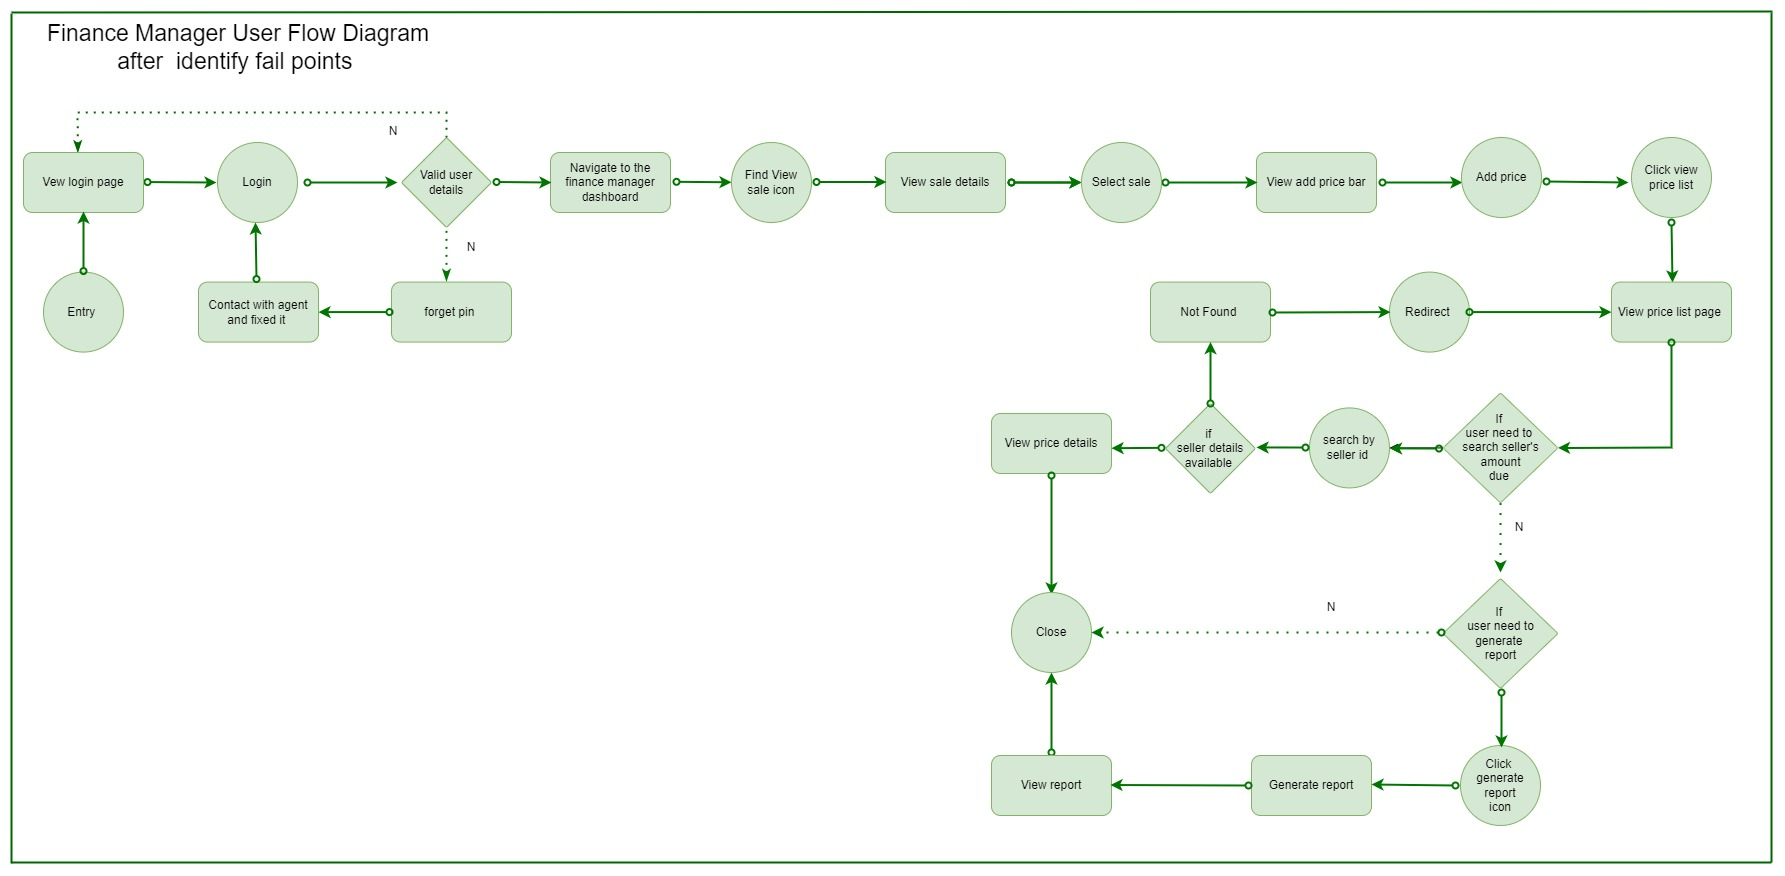 Finance Manager User Flow Diagram
after  identify fail points
N
Vew login page
Login
Valid user
details
Navigate to the
finance manager
dashboard
Find View
sale icon
View sale details
Select sale
View add price bar
Add price
Click view
price list
N
Entry
Contact with agent
and fixed it
forget pin
Not Found
Redirect
View price list page
View price details
if
seller details
available
search by
seller id
If
user need to
search seller's
amount
due
N
Close
N
If
user need to
generate
report
View report
Generate report
Click
generate
report
icon